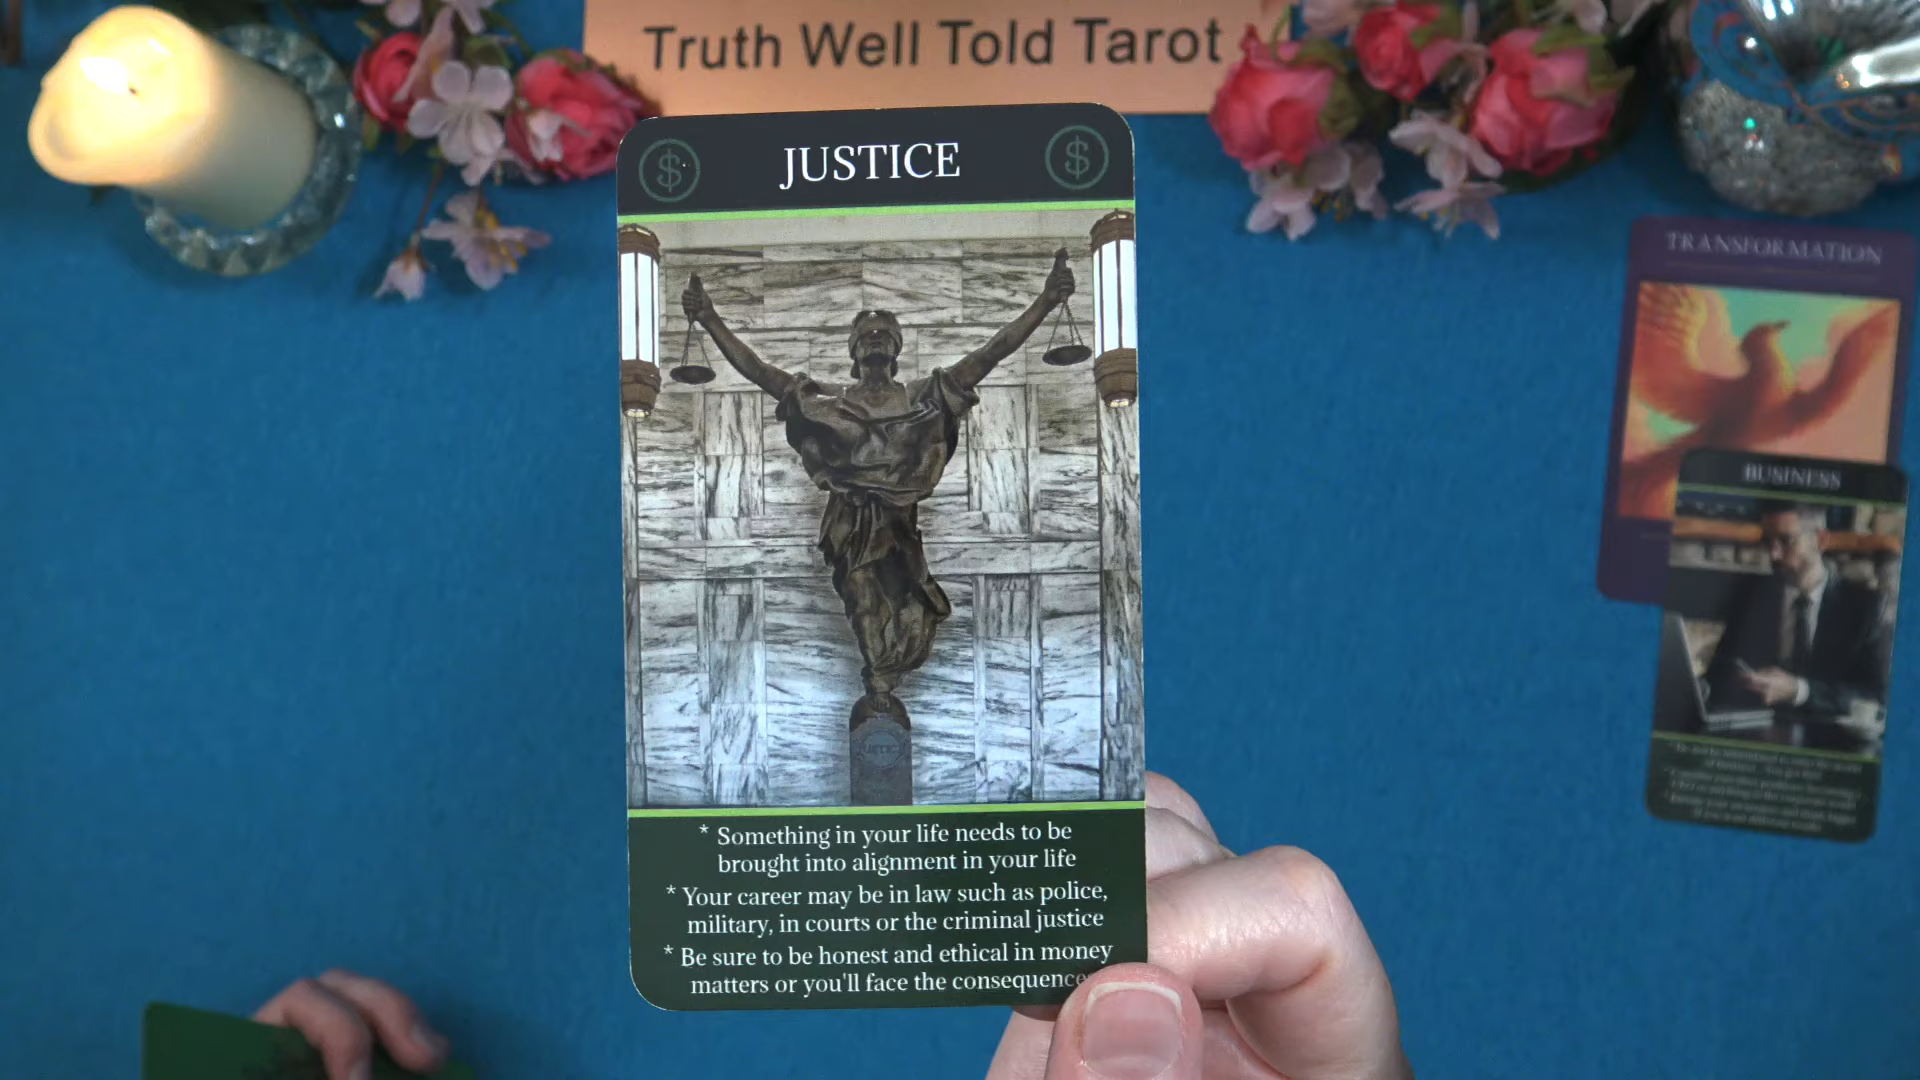 Truth Well Told Tarot
$ JUSTICE $
* Something in your life needs to be
brought into alignment in your life
* Your career may be in law such as police,
military, in courts or the criminal justice
* Be sure to be honest and ethical in money
matters or you'll face the
TRANSFORMATION
BUSINESS